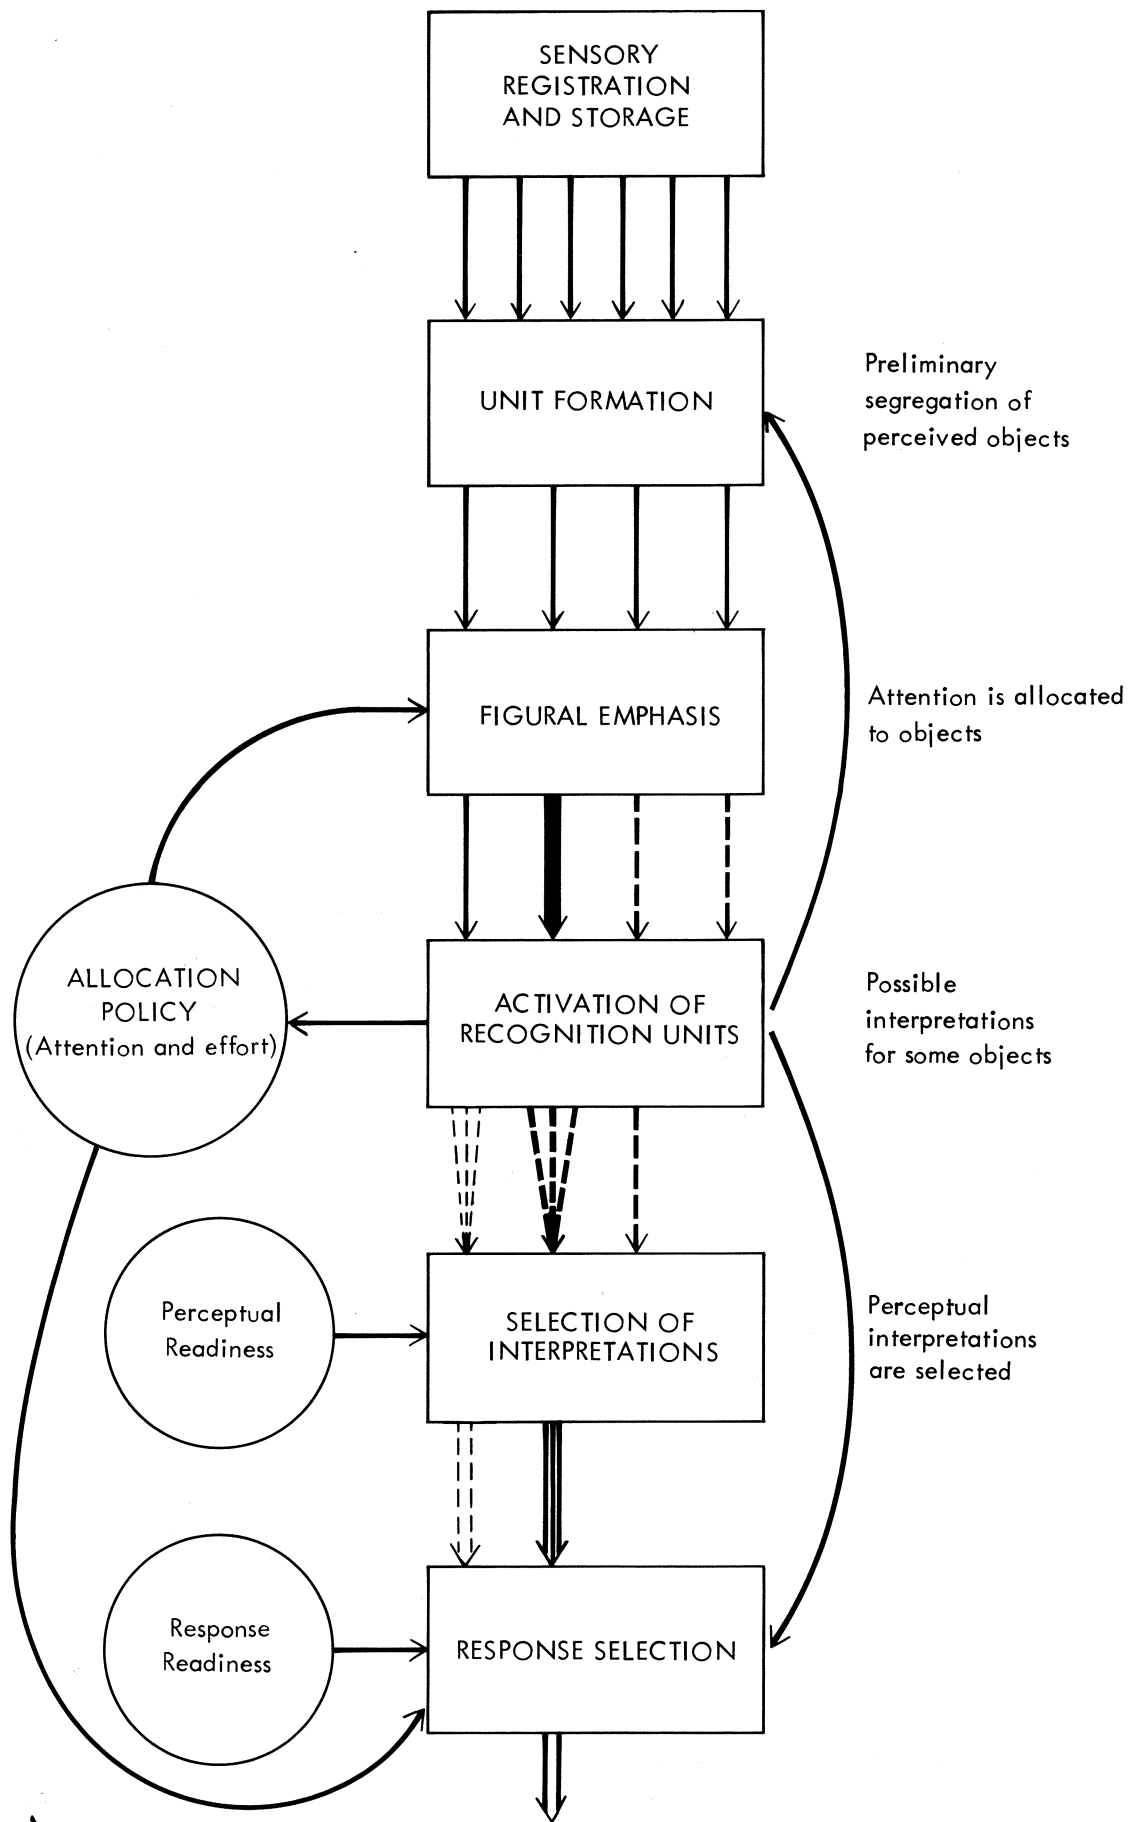 SENSORY
REGISTRATION
AND STORAGE
UNIT FORMATION
Preliminary
segregation of
perceived objects
FIGURAL EMPHASIS
Attention is allocated
to objects
ALLOCATION
POLICY
(Attention and effort)
ACTIVATION OF
RECOGNITION UNITS
Possible
interpretations
for some objects
Perceptual
Readiness
SELECTION OF
INTERPRETATIONS
Perceptual
interpretations
are selected
Response
Readiness
RESPONSE SELECTION